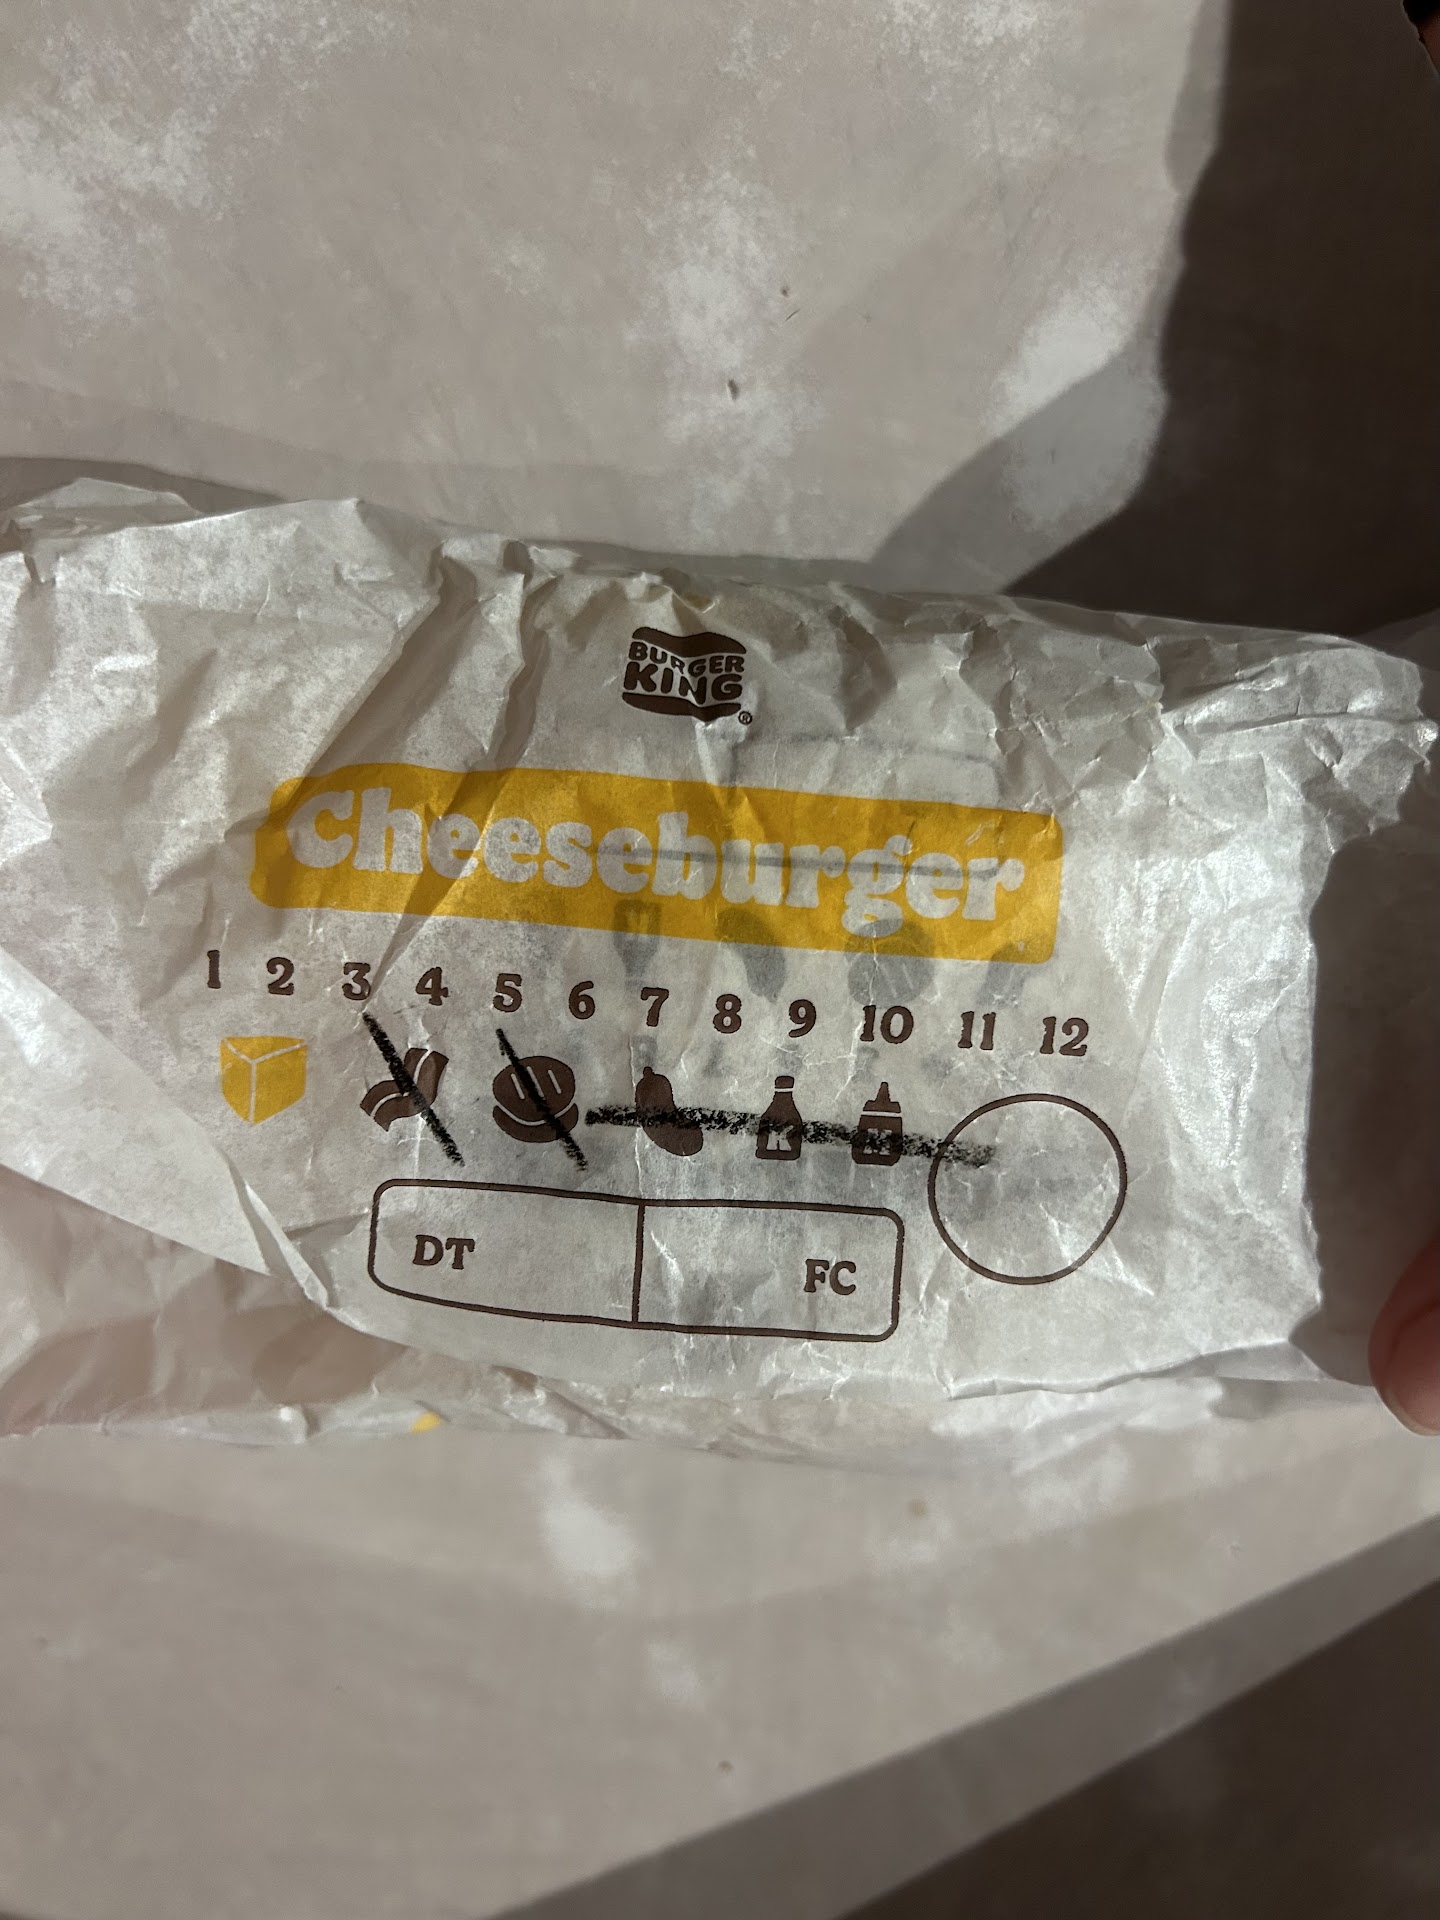 BURGER
KING®
Cheeseburger
1 2 3 4 5 6 7 8 9 10 11 12
K M
DT FC